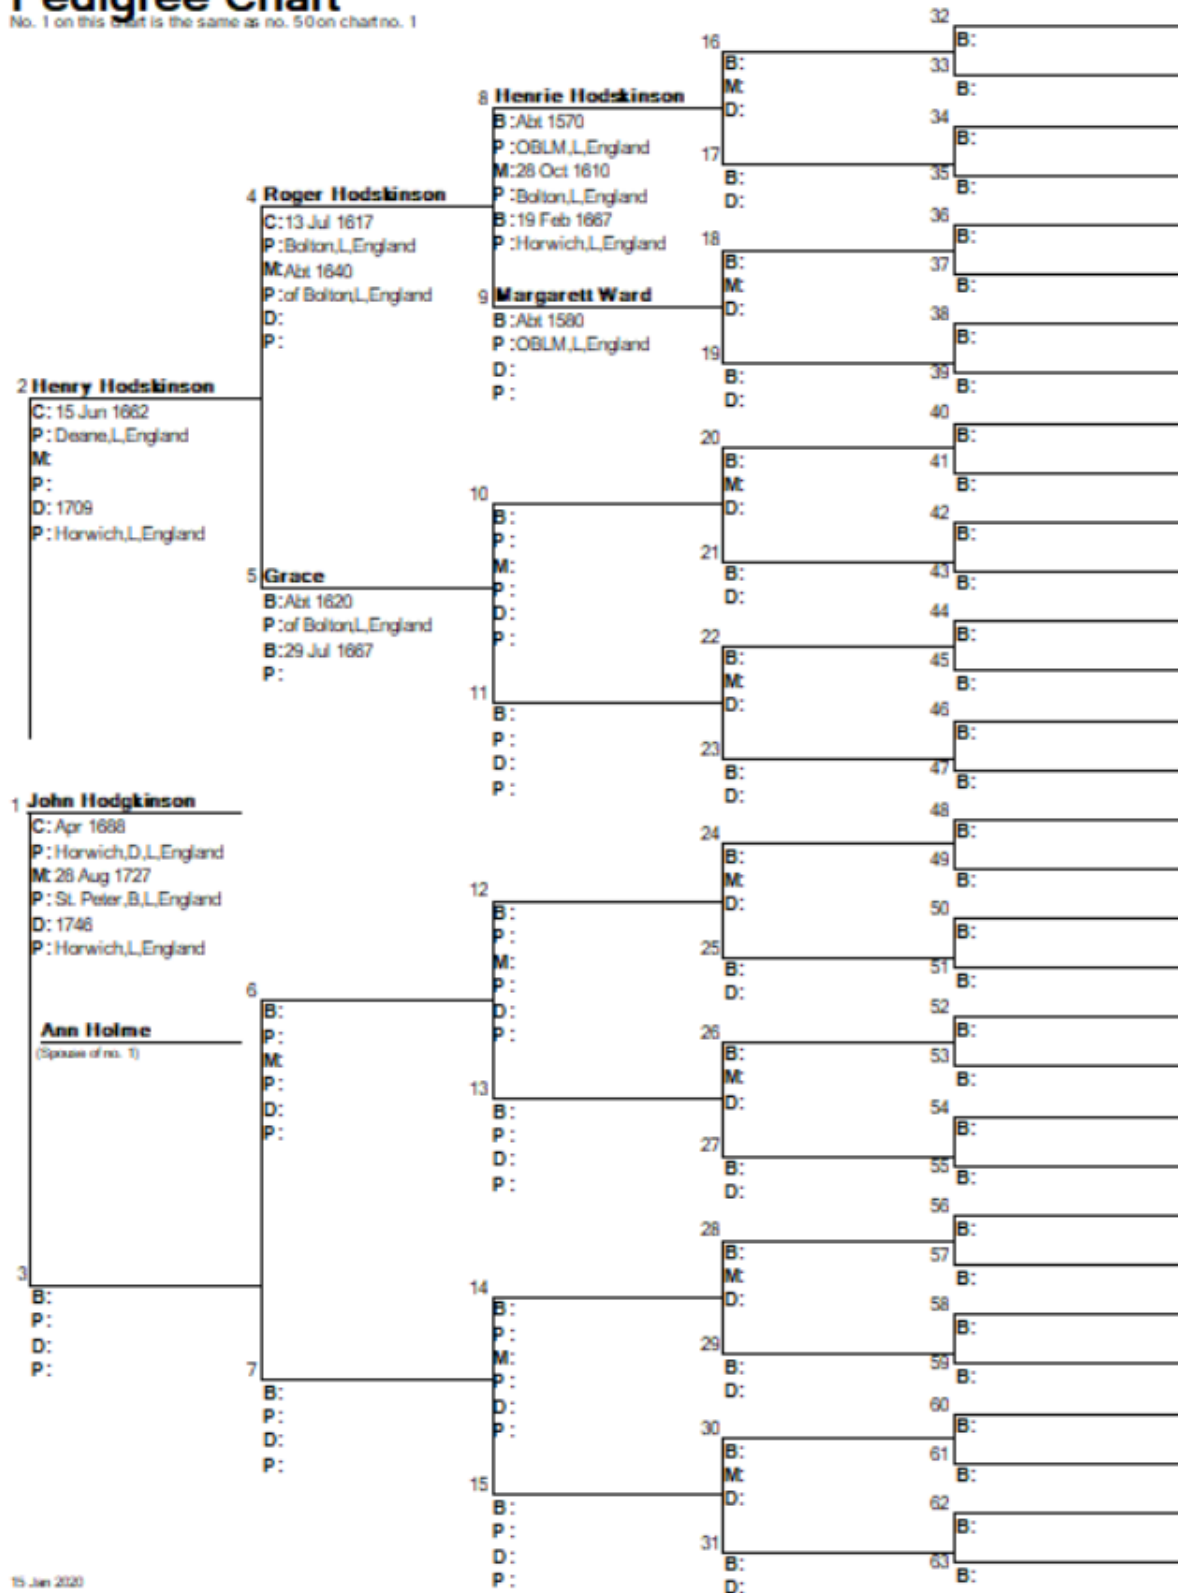 Pedigree Chart
No. 1 on this chart is the same as no. 50 on chart no. 1
2 Henry Hodskinson
C: 15 Jun 1662
P: Deane,L,England
M:
P:
D: 1709
P: Horwich,L,England
1 John Hodgkinson
C: Apr 1688
P: Horwich,D,L,England
M: 28 Aug 1727
P: St. Peter,B,L,England
D: 1746
P: Horwich,L,England
Ann Holme
(Spouse of no. 1)
3
B:
P:
D:
P:
4 Roger Hodskinson
C: 13 Jul 1617
P: Bolton,L,England
M: Abt 1640
P: of Bolton,L,England
D:
P:
5 Grace
B: Abt 1620
P: of Bolton,L,England
B: 29 Jul 1667
P:
6
B:
P:
M:
P:
D:
P:
7
B:
P:
D:
P:
8 Henrie Hodskinson
B: Abt 1570
P: OBLM,L,England
M: 28 Oct 1610
P: Bolton,L,England
B: 19 Feb 1667
P: Horwich,L,England
9 Margarett Ward
B: Abt 1580
P: OBLM,L,England
D:
P:
10
B:
P:
M:
P:
D:
P:
11
B:
P:
D:
P:
12
B:
P:
M:
P:
D:
P:
13
B:
P:
D:
P:
14
B:
P:
M:
P:
D:
P:
15
B:
P:
D:
P:
16
B:
M:
D:
17
B:
D:
18
B:
M:
D:
19
B:
D:
20
B:
M:
D:
21
B:
D:
22
B:
M:
D:
23
B:
D:
24
B:
M:
D:
25
B:
D:
26
B:
M:
D:
27
B:
D:
28
B:
M:
D:
29
B:
D:
30
B:
M:
D:
31
B:
D:
32
B:
33
B:
34
B:
35
B:
36
B:
37
B:
38
B:
39
B:
40
B:
41
B:
42
B:
43
B:
44
B:
45
B:
46
B:
47
B:
48
B:
49
B:
50
B:
51
B:
52
B:
53
B:
54
B:
55
B:
56
B:
57
B:
58
B:
59
B:
60
B:
61
B:
62
B:
63
B:
15 Jan 2020